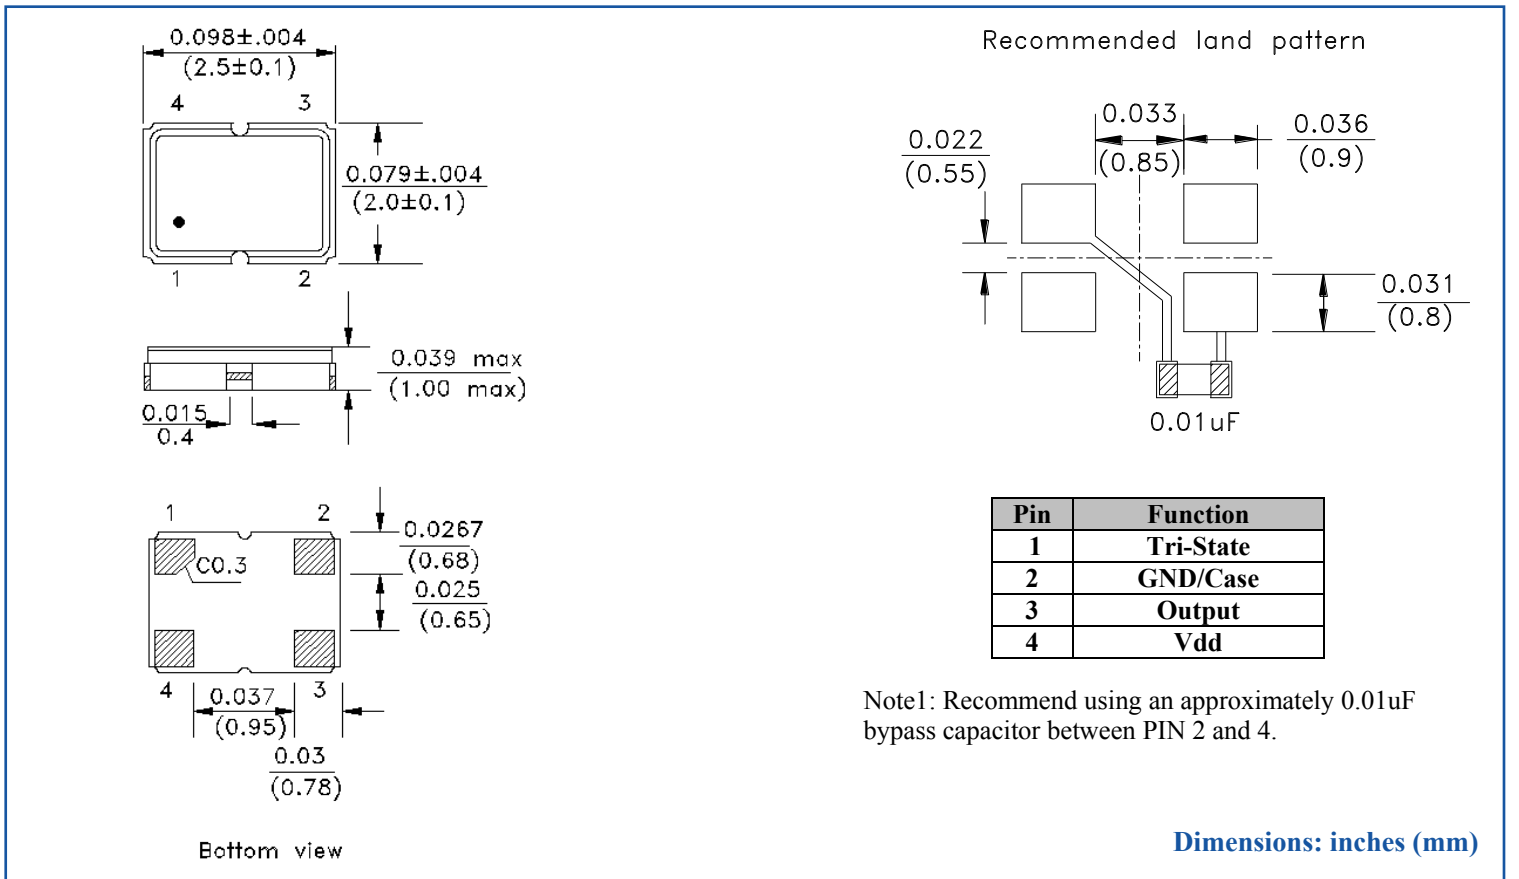 0.098±.004
(2.5±0.1)
4 3
0.079±.004
(2.0±0.1)
1 2
0.039 max
(1.00 max)
0.015
0.4
1 2
0.0267
(0.68)
C0.3
0.025
(0.65)
4 3
0.037
(0.95)
0.03
(0.78)
Bottom view
Recommended land pattern
0.033
(0.85)
0.022
(0.55)
0.036
(0.9)
0.031
(0.8)
0.01uF
Pin Function
1 Tri-State
2 GND/Case
3 Output
4 Vdd
Note1: Recommend using an approximately 0.01uF
bypass capacitor between PIN 2 and 4.
Dimensions: inches (mm)